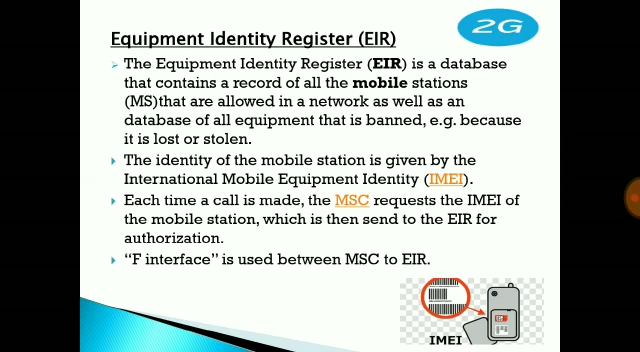 2G
Equipment Identity Register (EIR)
The Equipment Identity Register (EIR) is a database
that contains a record of all the mobile stations
(MS)that are allowed in a network as well as an
database of all equipment that is banned, e.g. because
it is lost or stolen.
The identity of the mobile station is given by the
International Mobile Equipment Identity (IMEI).
Each time a call is made, the MSC requests the IMEI of
the mobile station, which is then send to the EIR for
authorization.
“F interface” is used between MSC to EIR.
IMEI